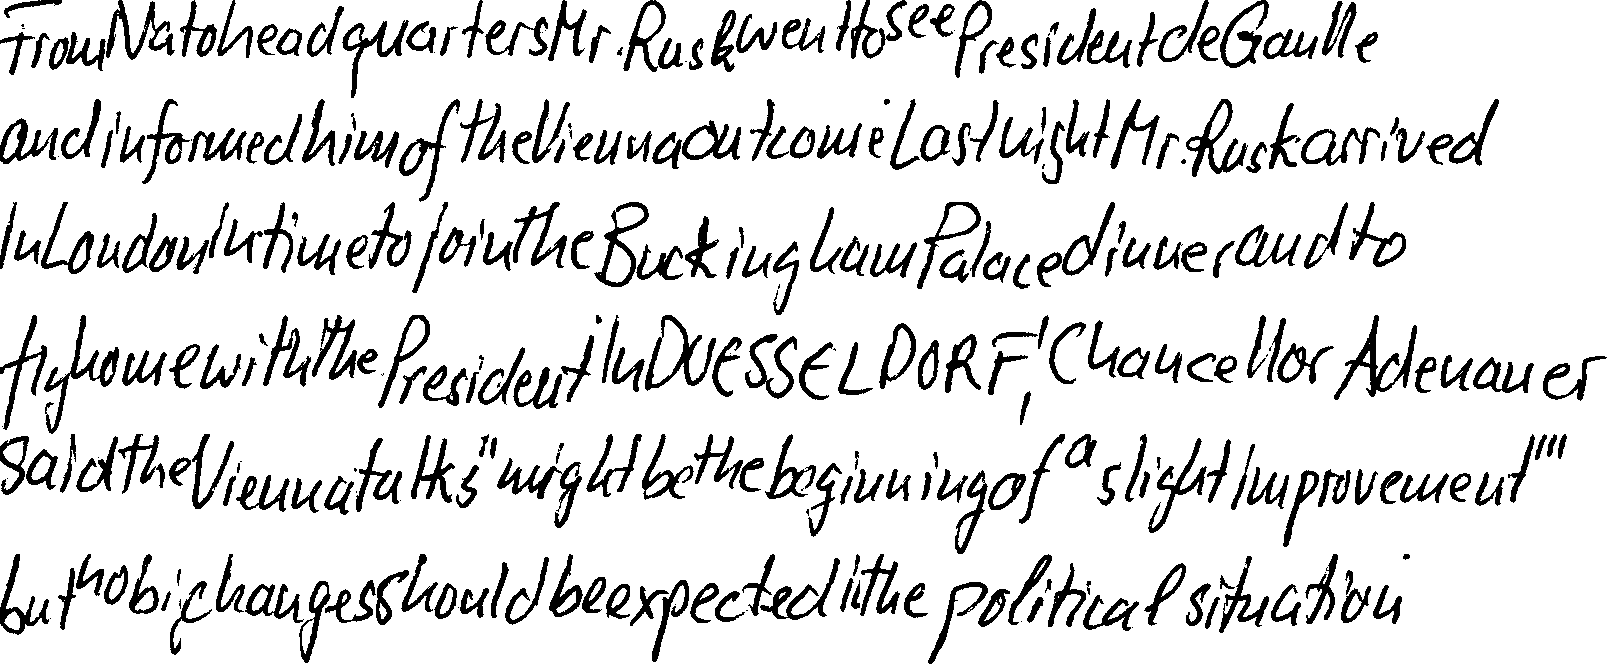 From Nato headquarters Mr. Rusk went to see President de Gaulle
and informed him of the Vienna outcome. Last night Mr. Rusk arrived
in London in time to join the Buckingham Palace dinner and to
fly home with the President. In DUESSELDORF, Chancellor Adenauer
said the Vienna talks "might be the beginning of a slight improvement"
but no big changes should be expected in the political situation.